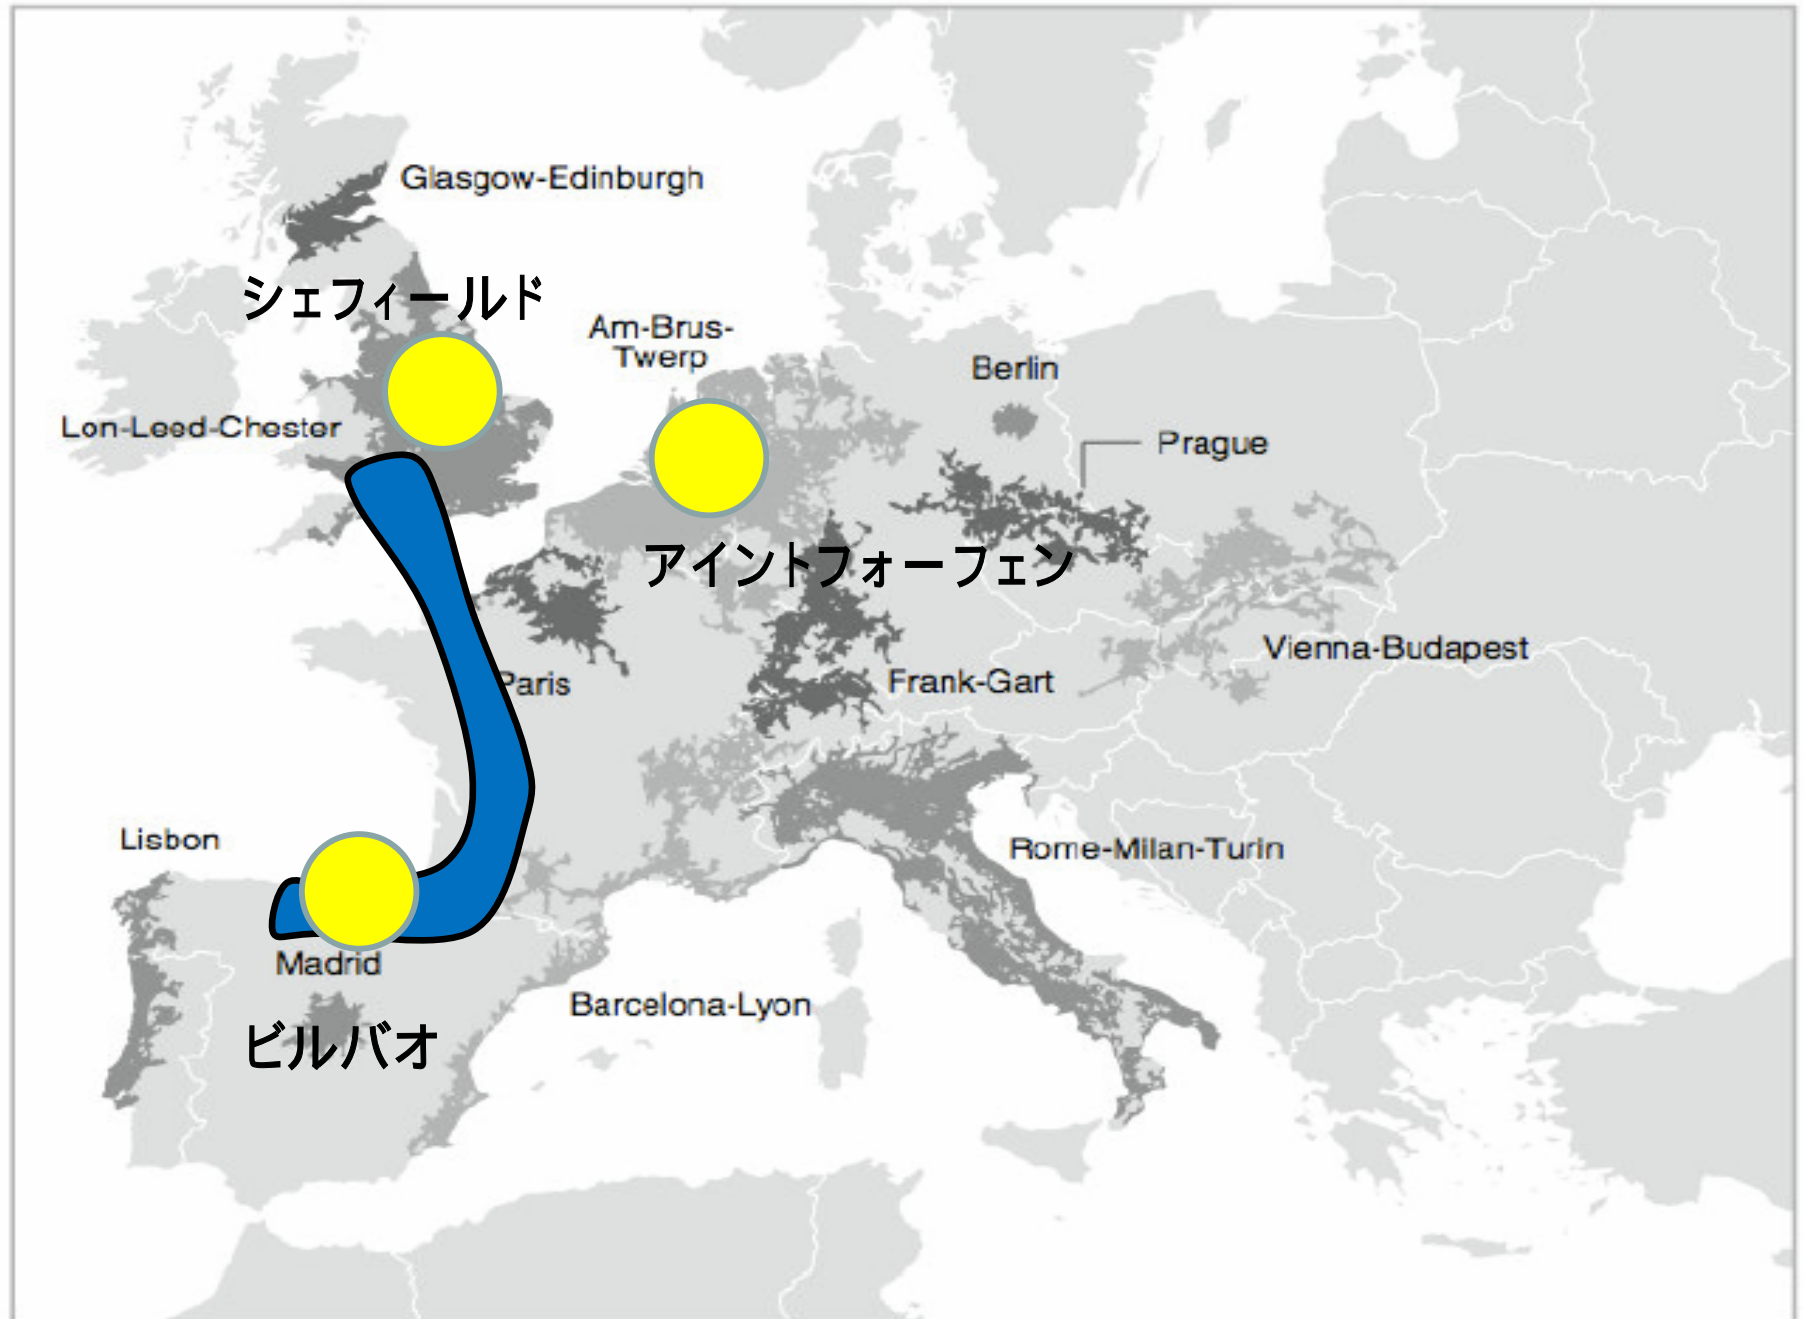 Glasgow-Edinburgh
シェフィールド
Am-Brus-
Twerp
Berlin
Lon-Leed-Chester
Prague
アイントフォーフェン
Vienna-Budapest
Paris
Frank-Gart
Lisbon
Rome-Milan-Turin
Madrid
Barcelona-Lyon
ビルバオ